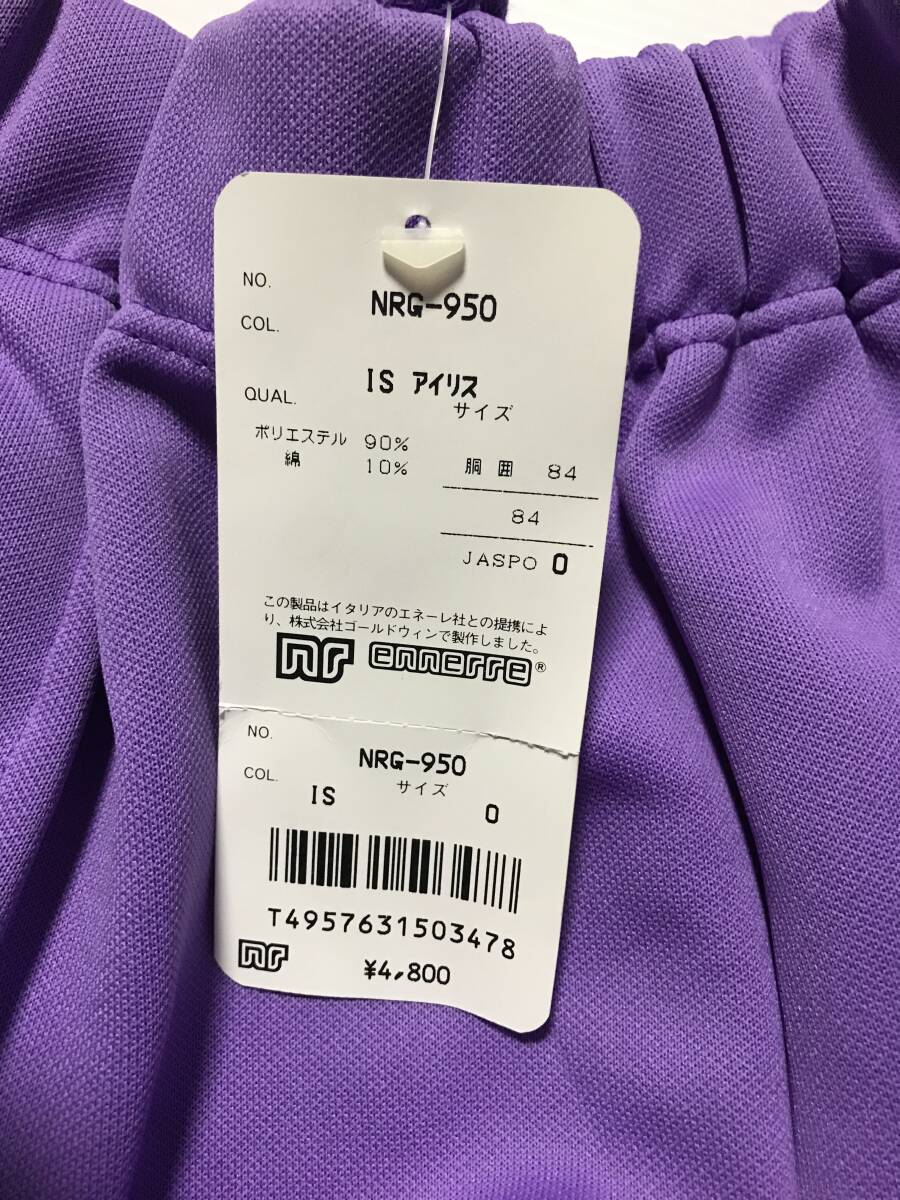 NO.
NRG-950
COL.
IS アイリス
QUAL.
サイズ
ポリエステル 90%
綿 10%
胴囲 84
84
JASPO 0
この製品はイタリアのエネーレ社との提携によ
り、株式会社ゴールドウィンで製作しました。
nr ennerre®
NO.
NRG-950
COL.
サイズ
IS
0
T4957631503478
nr
¥4,800